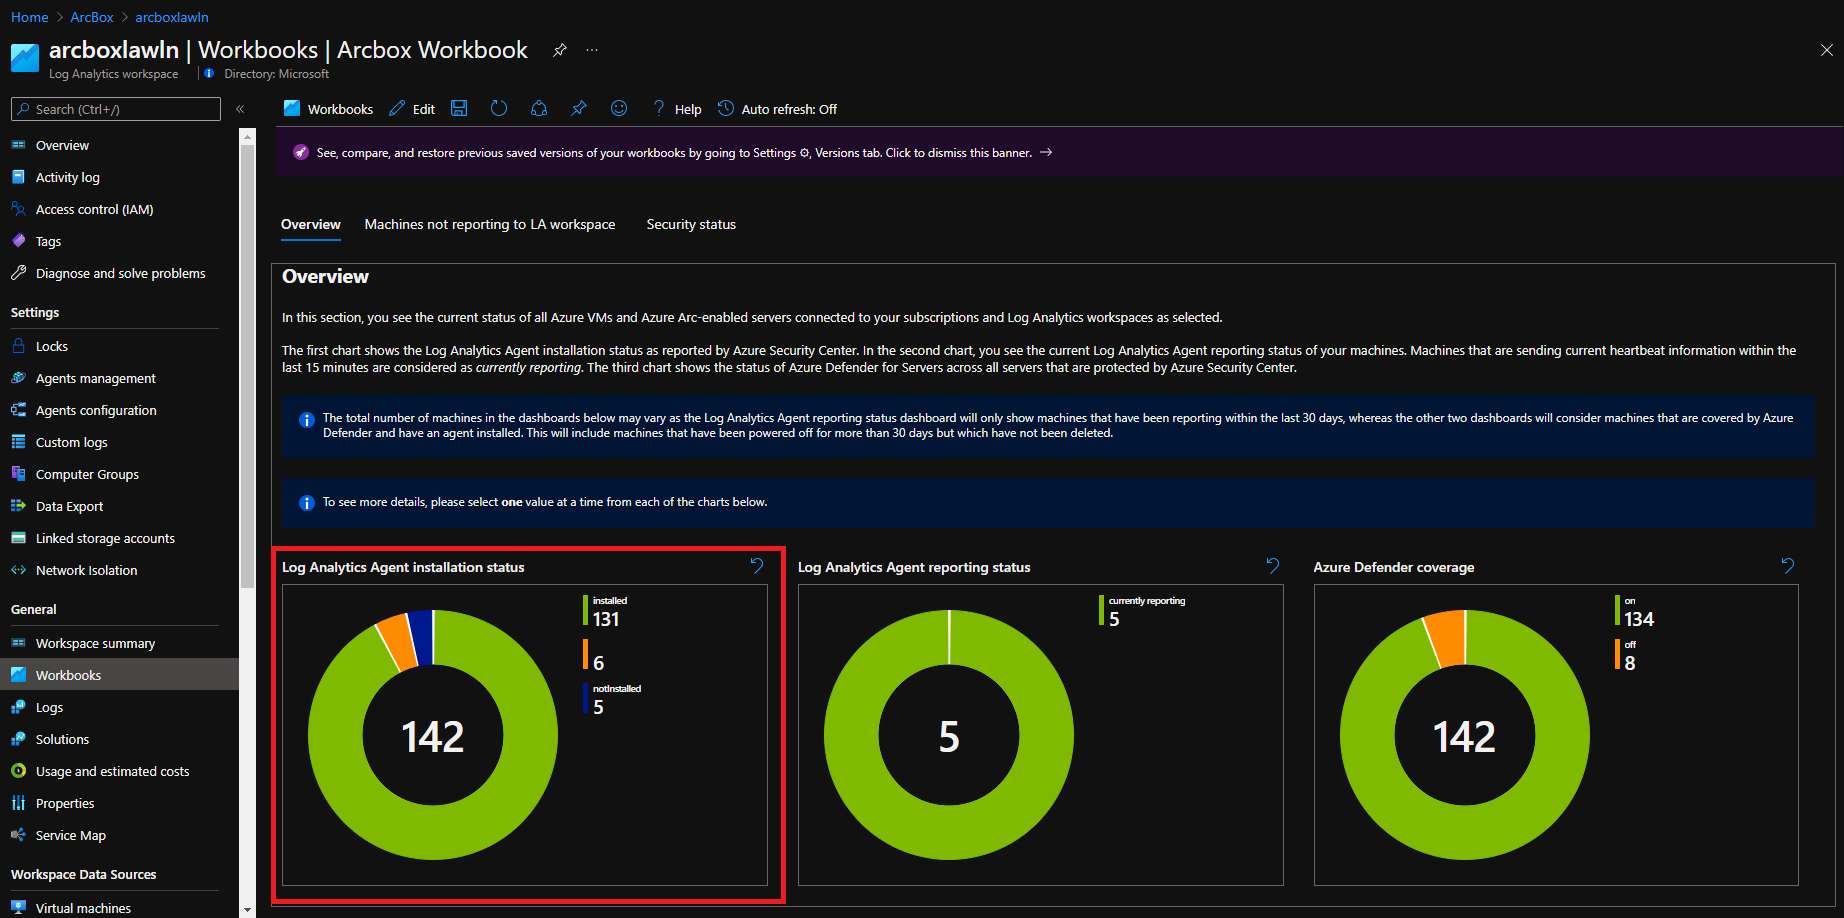 Home > ArcBox > arcboxlawln
arcboxlawln | Workbooks | Arcbox Workbook
Log Analytics workspace | Directory: Microsoft
Search (Ctrl+/)
Overview
Activity log
Access control (IAM)
Tags
Diagnose and solve problems
Settings
Locks
Agents management
Agents configuration
Custom logs
Computer Groups
Data Export
Linked storage accounts
Network Isolation
General
Workspace summary
Workbooks
Logs
Solutions
Usage and estimated costs
Properties
Service Map
Workspace Data Sources
Virtual machines
Workbooks Edit ? Help Auto refresh: Off
See, compare, and restore previous saved versions of your workbooks by going to Settings ⚙, Versions tab. Click to dismiss this banner. →
Overview Machines not reporting to LA workspace Security status
Overview
In this section, you see the current status of all Azure VMs and Azure Arc-enabled servers connected to your subscriptions and Log Analytics workspaces as selected.
The first chart shows the Log Analytics Agent installation status as reported by Azure Security Center. In the second chart, you see the current Log Analytics Agent reporting status of your machines. Machines that are sending current heartbeat information within the
last 15 minutes are considered as currently reporting. The third chart shows the status of Azure Defender for Servers across all servers that are protected by Azure Security Center.
The total number of machines in the dashboards below may vary as the Log Analytics Agent reporting status dashboard will only show machines that have been reporting within the last 30 days, whereas the other two dashboards will consider machines that are covered by Azure
Defender and have an agent installed. This will include machines that have been powered off for more than 30 days but which have not been deleted.
To see more details, please select one value at a time from each of the charts below.
Log Analytics Agent installation status
installed
131
6
notInstalled
5
142
Log Analytics Agent reporting status
currently reporting
5
5
Azure Defender coverage
on
134
off
8
142